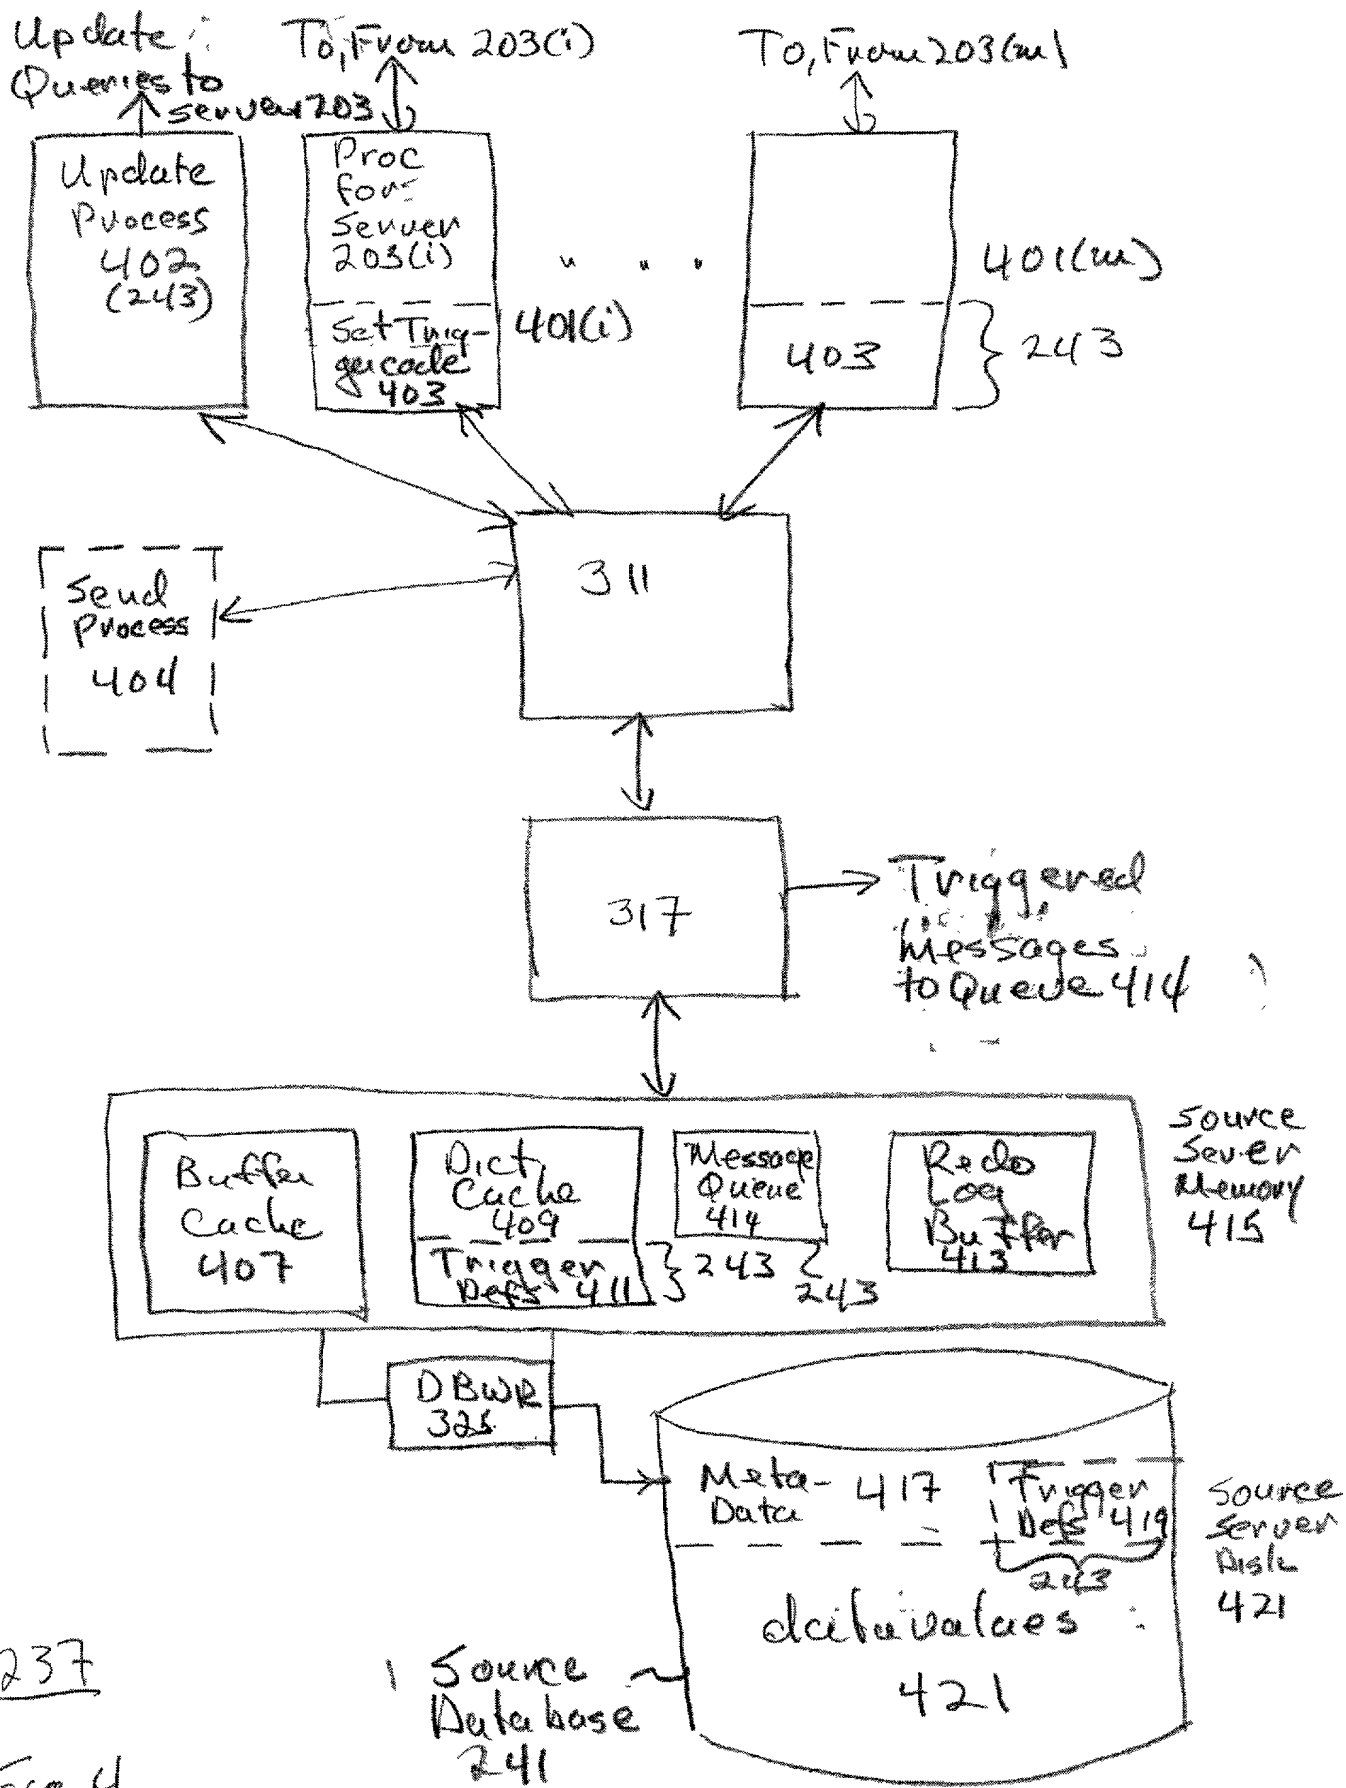 Update
Queries to
server 203
To, From 203(i)
To, From 203(m)
Update
Process
402
(243)
Proc
for
Server
203(i)
Set Trig-
ger code
403
401(i)
401(m)
403
243
311
Send
Process
404
317
Triggered
Messages
to Queue 414
Buffer
Cache
407
Dict,
Cache
409
Trigger
Defs 411
243
Message
Queue
414
243
Redo
Log
Buffer
413
Source
Sever
Memory
415
DBWR
325
Meta-
Data
417
Trigger
Defs 419
243
Source
Server
Disk
421
data values
421
Source
Database
241
237